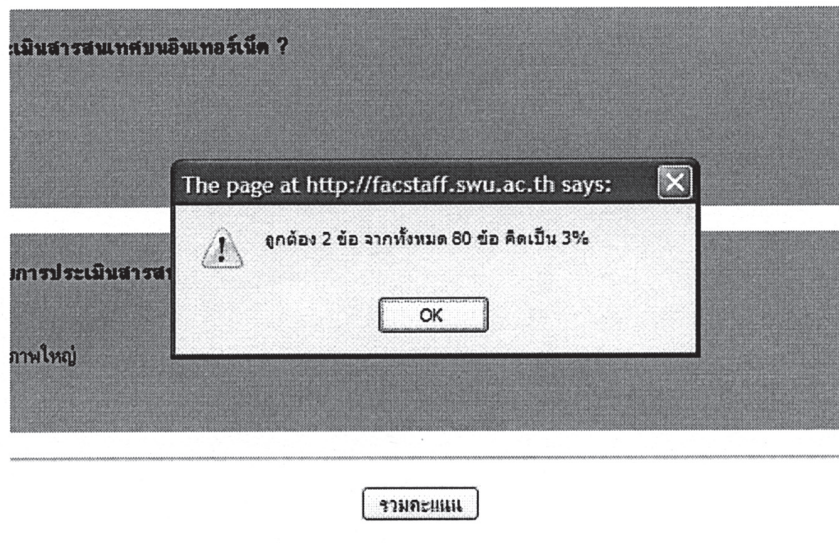 เมินสารสนเทศบนอินเทอร์เน็ต ?
The page at http://facstaff.swu.ac.th says:
ถูกต้อง 2 ข้อ จากทั้งหมด 80 ข้อ คิดเป็น 3%
OK
การประเมินสารส
ภาพใหญ่
รวมคะแนน